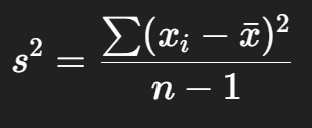 s² = ∑(xᵢ − x̄)² / n − 1